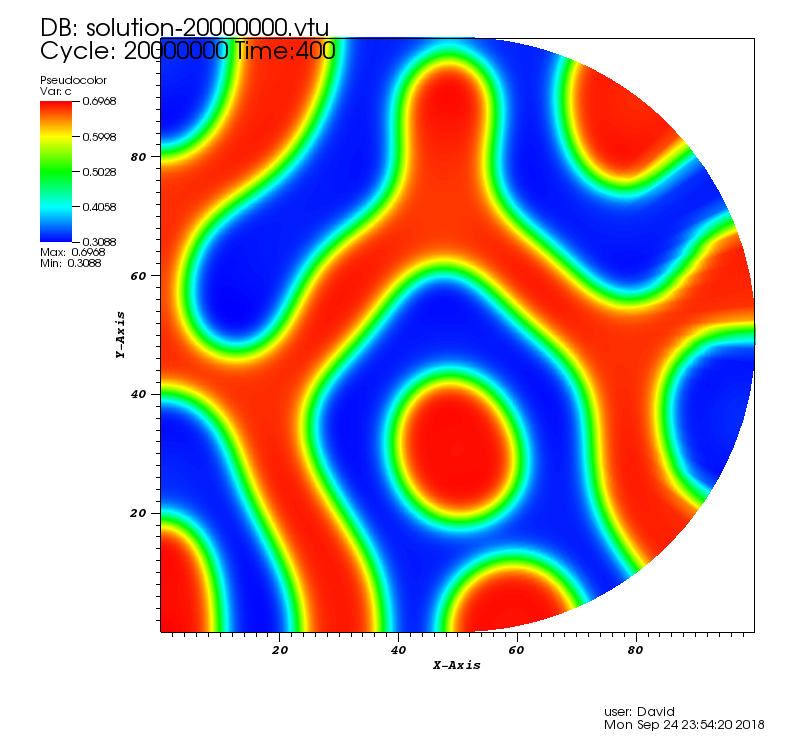 DB: solution-20000000.vtu
Cycle: 20000000 Time:400
Pseudocolor
Var: c
0.6968
0.5998
0.5028
0.4058
0.3088
Max: 0.6968
Min: 0.3088
80
60
40
20
Y-Axis
20
40
60
80
X-Axis
user: David
Mon Sep 24 23:54:20 2018